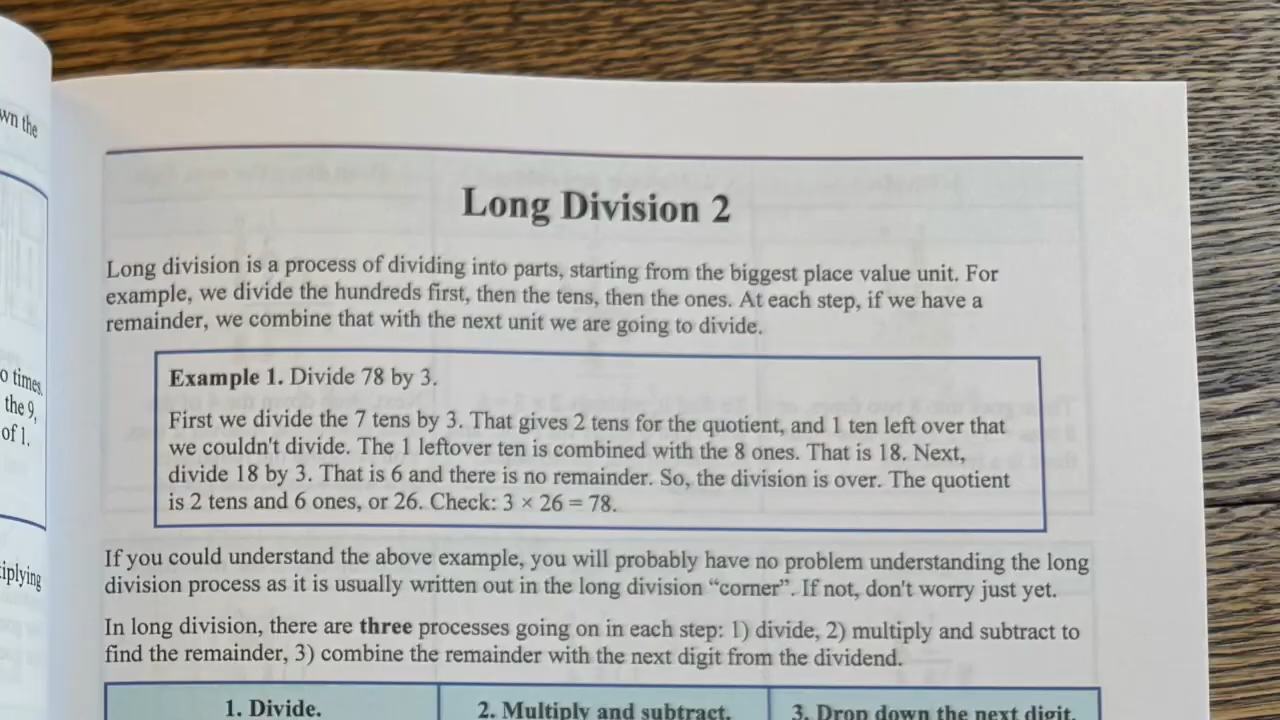 wn the
o times.
the 9,
of 1.
iplying
Long Division 2
Long division is a process of dividing into parts, starting from the biggest place value unit. For
example, we divide the hundreds first, then the tens, then the ones. At each step, if we have a
remainder, we combine that with the next unit we are going to divide.
Example 1. Divide 78 by 3.
First we divide the 7 tens by 3. That gives 2 tens for the quotient, and 1 ten left over that
we couldn't divide. The 1 leftover ten is combined with the 8 ones. That is 18. Next,
divide 18 by 3. That is 6 and there is no remainder. So, the division is over. The quotient
is 2 tens and 6 ones, or 26. Check: 3 × 26 = 78.
If you could understand the above example, you will probably have no problem understanding the long
division process as it is usually written out in the long division “corner”. If not, don't worry just yet.
In long division, there are three processes going on in each step: 1) divide, 2) multiply and subtract to
find the remainder, 3) combine the remainder with the next digit from the dividend.
1. Divide.
2. Multiply and subtract.
3. Drop down the next digit.